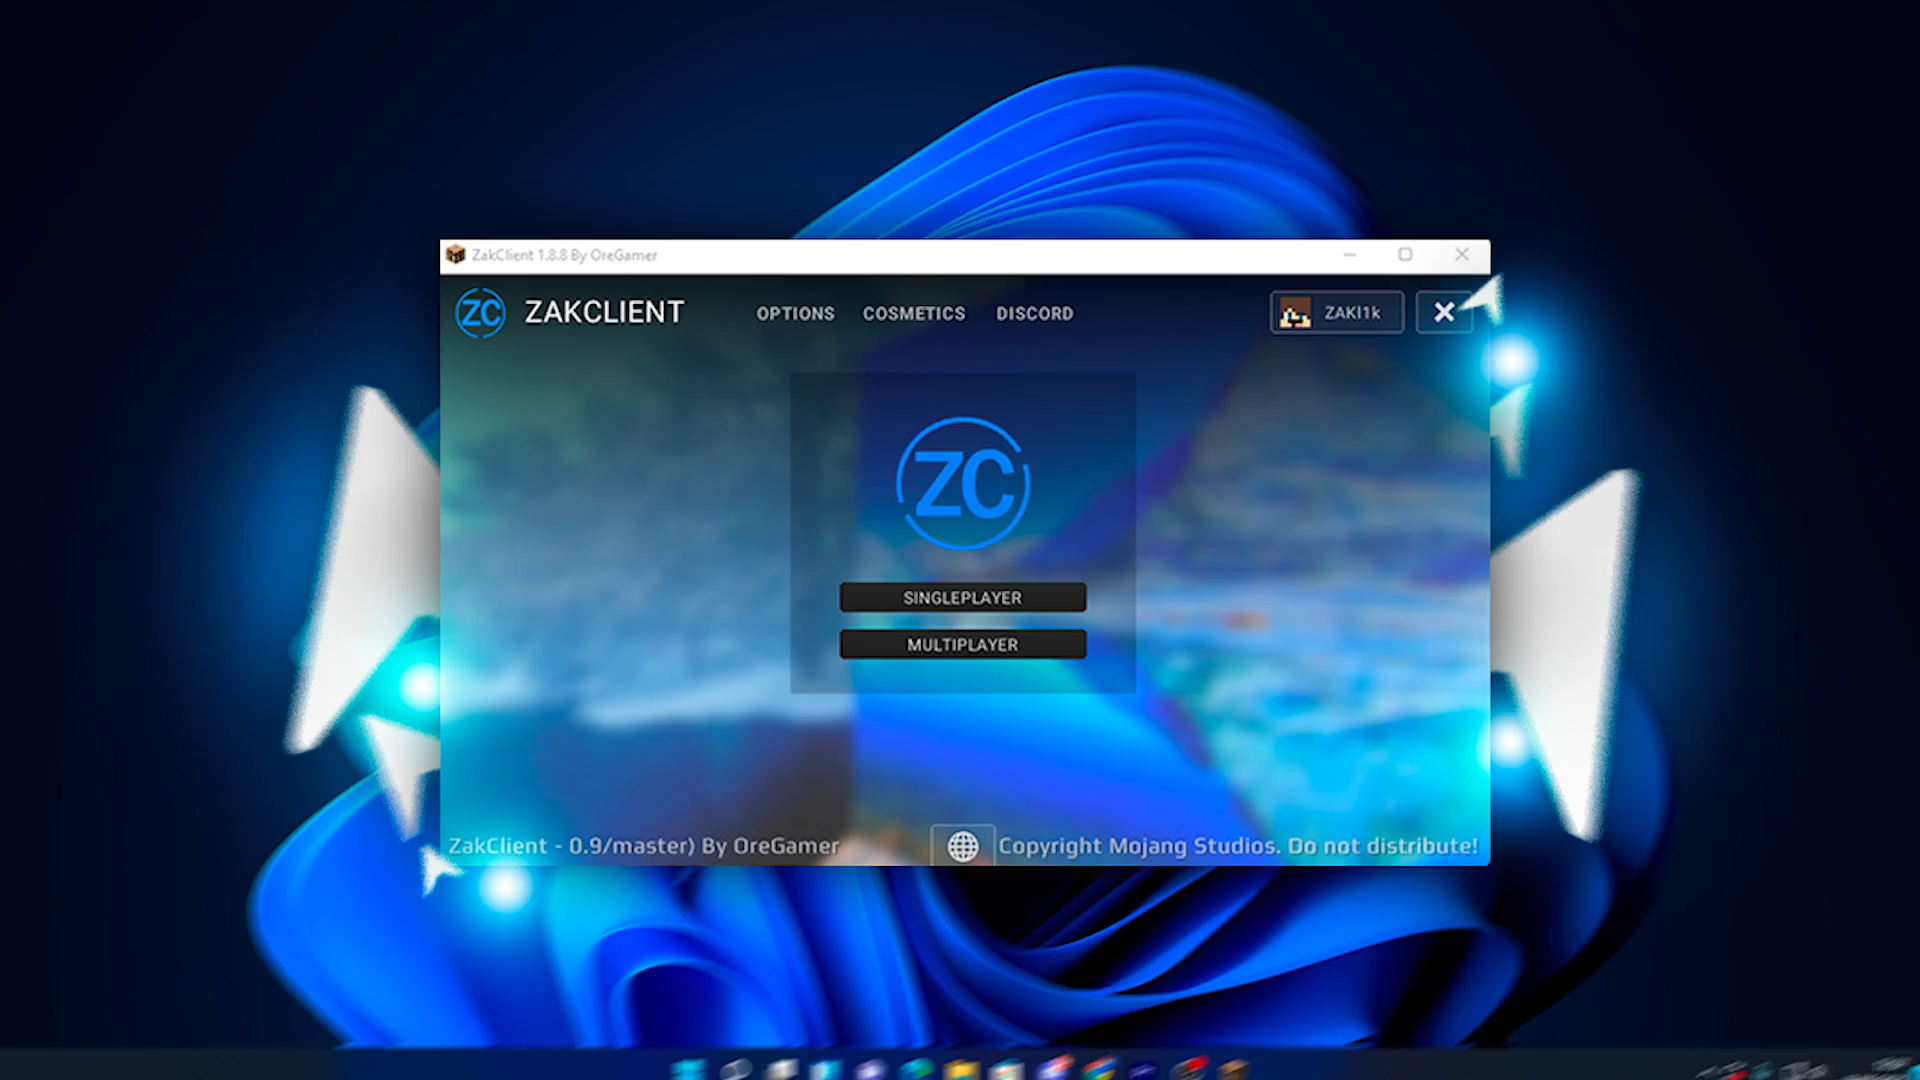 ZakClient 1.8.8 By OreGamer
ZC ZAKCLIENT OPTIONS COSMETICS DISCORD ZAKI1k
ZC
SINGLEPLAYER
MULTIPLAYER
ZakClient - 0.9/master) By OreGamer Copyright Mojang Studios. Do not distribute!